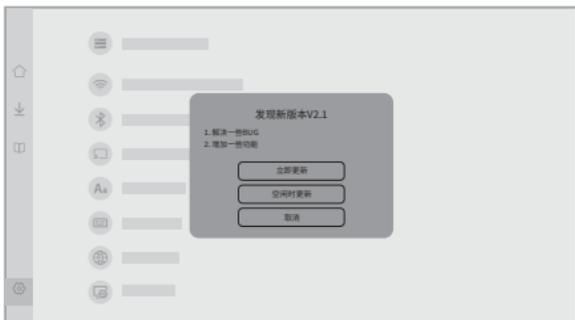 发现新版本V2.1
1. 解决一些BUG
2. 增加一些功能
立即更新
空闲时更新
取消